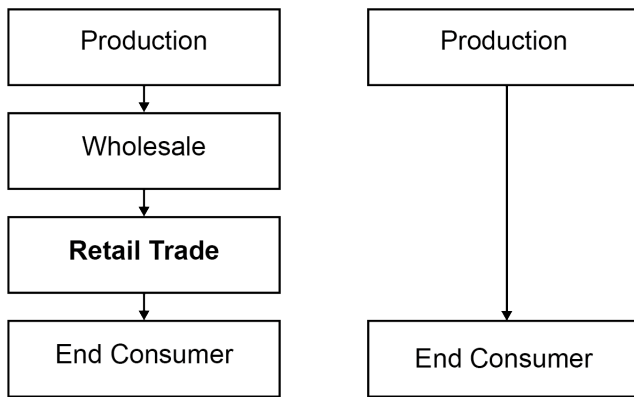 Production
Wholesale
Retail Trade
End Consumer
Production
End Consumer